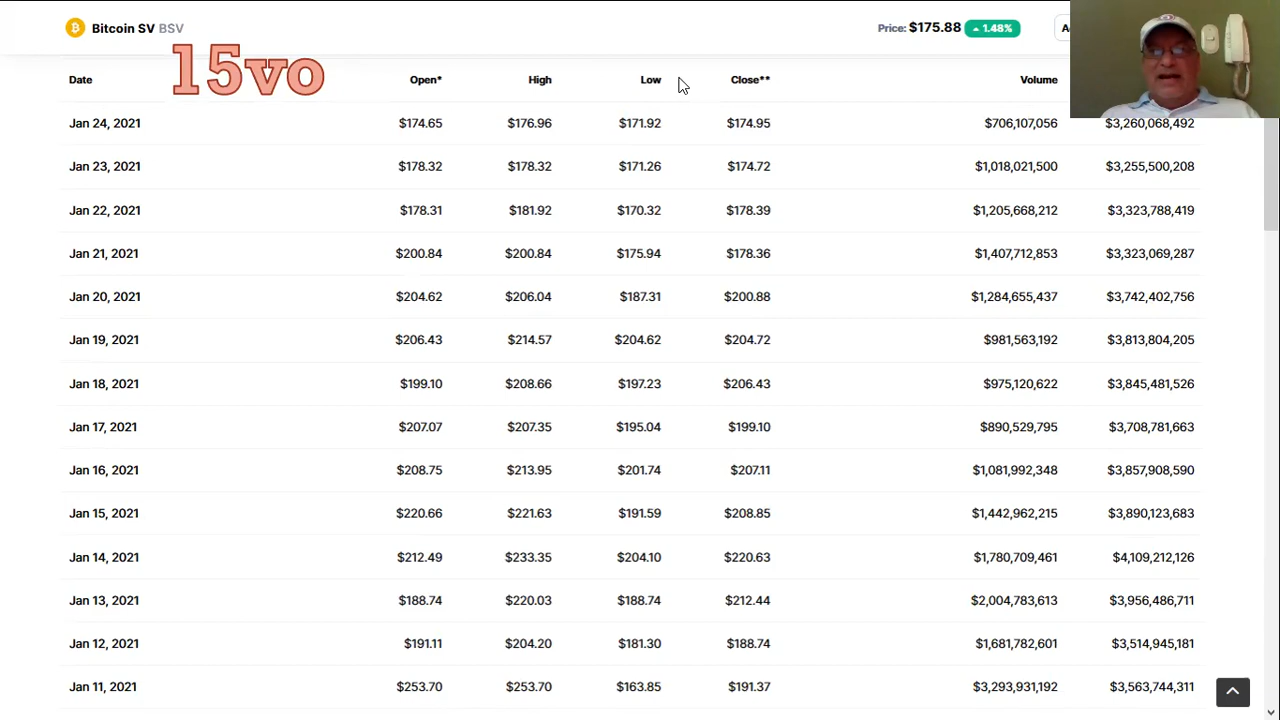 Bitcoin SV BSV Price: $175.88 1.48%
15vo
Date Open* High Low Close** Volume
Jan 24, 2021 $174.65 $176.96 $171.92 $174.95 $706,107,056 $3,260,068,492
Jan 23, 2021 $178.32 $178.32 $171.26 $174.72 $1,018,021,500 $3,255,500,208
Jan 22, 2021 $178.31 $181.92 $170.32 $178.39 $1,205,668,212 $3,323,788,419
Jan 21, 2021 $200.84 $200.84 $175.94 $178.36 $1,407,712,853 $3,323,069,287
Jan 20, 2021 $204.62 $206.04 $187.31 $200.88 $1,284,655,437 $3,742,402,756
Jan 19, 2021 $206.43 $214.57 $204.62 $204.72 $981,563,192 $3,813,804,205
Jan 18, 2021 $199.10 $208.66 $197.23 $206.43 $975,120,622 $3,845,481,526
Jan 17, 2021 $207.07 $207.35 $195.04 $199.10 $890,529,795 $3,708,781,663
Jan 16, 2021 $208.75 $213.95 $201.74 $207.11 $1,081,992,348 $3,857,908,590
Jan 15, 2021 $220.66 $221.63 $191.59 $208.85 $1,442,962,215 $3,890,123,683
Jan 14, 2021 $212.49 $233.35 $204.10 $220.63 $1,780,709,461 $4,109,212,126
Jan 13, 2021 $188.74 $220.03 $188.74 $212.44 $2,004,783,613 $3,956,486,711
Jan 12, 2021 $191.11 $204.20 $181.30 $188.74 $1,681,782,601 $3,514,945,181
Jan 11, 2021 $253.70 $253.70 $163.85 $191.37 $3,293,931,192 $3,563,744,311